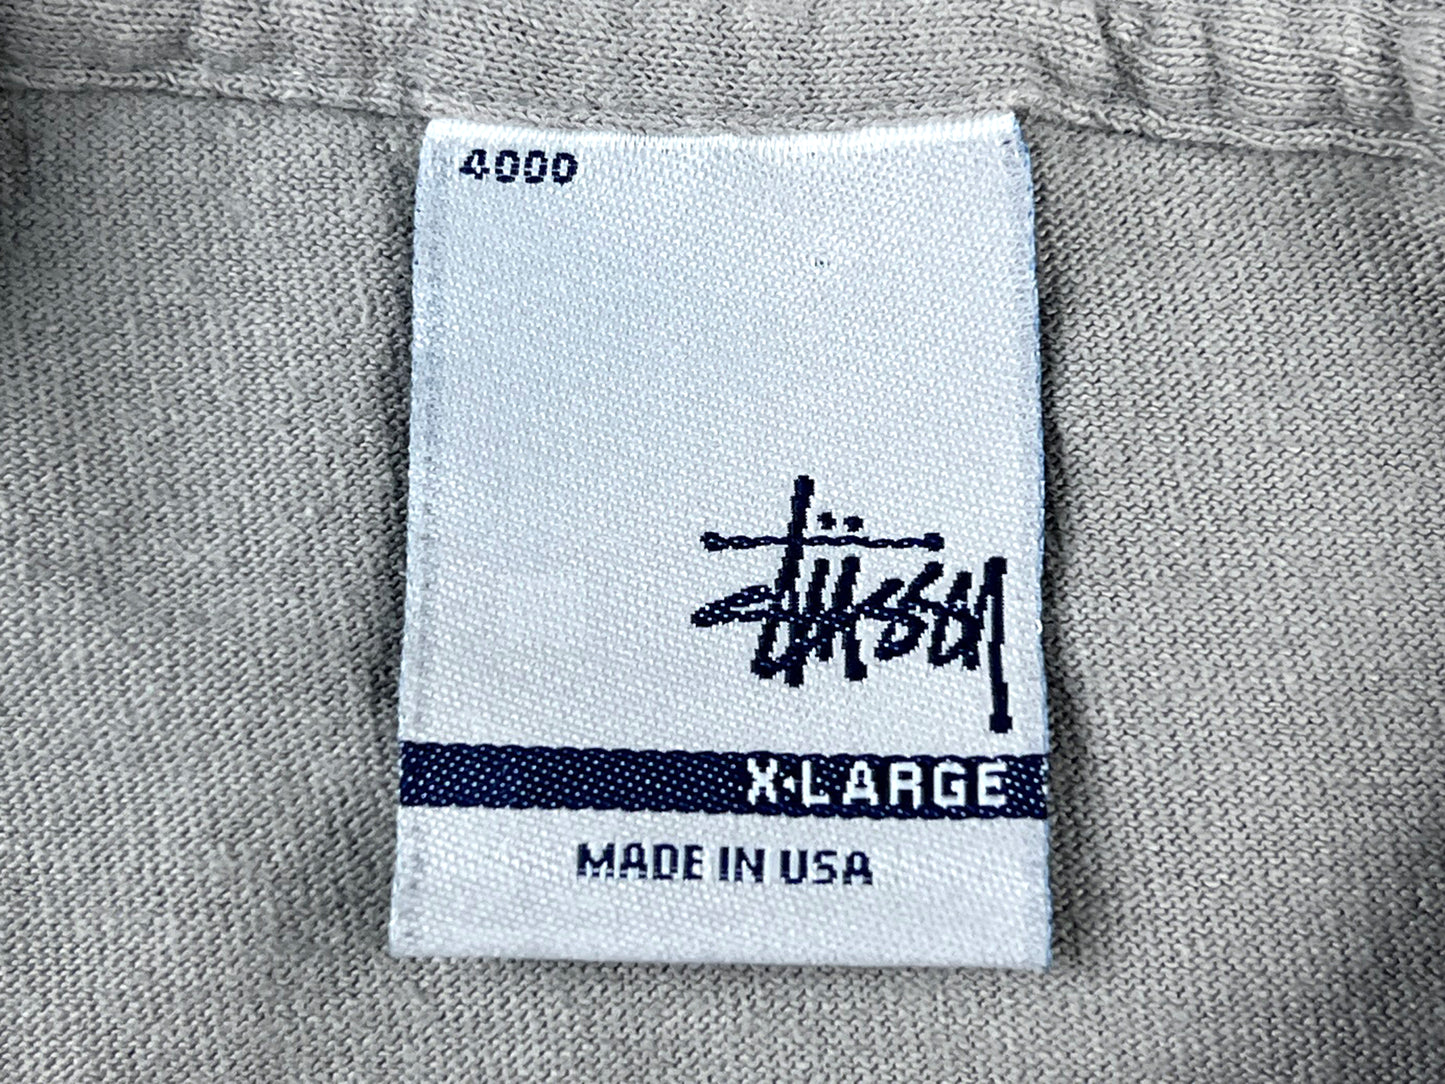 4000
Stüssy
X-LARGE
MADE IN USA